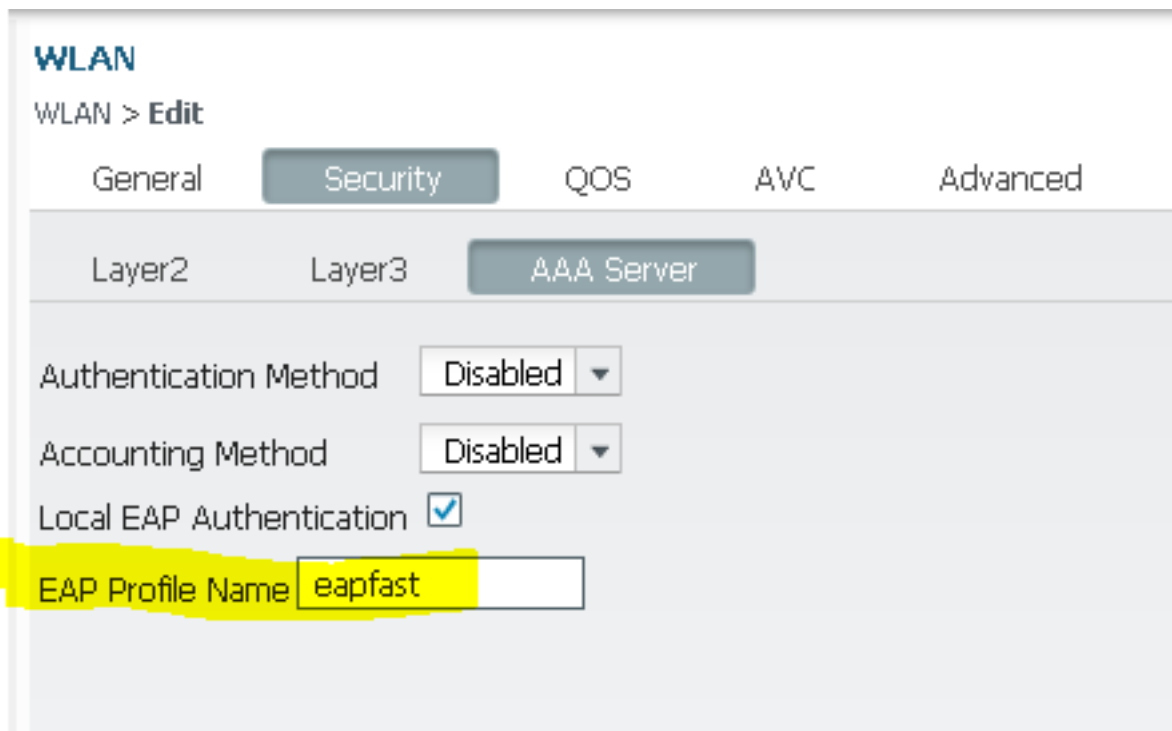 WLAN
WLAN > Edit
General Security QOS AVC Advanced
Layer2 Layer3 AAA Server
Authentication Method Disabled
Accounting Method Disabled
Local EAP Authentication
EAP Profile Name eapfast